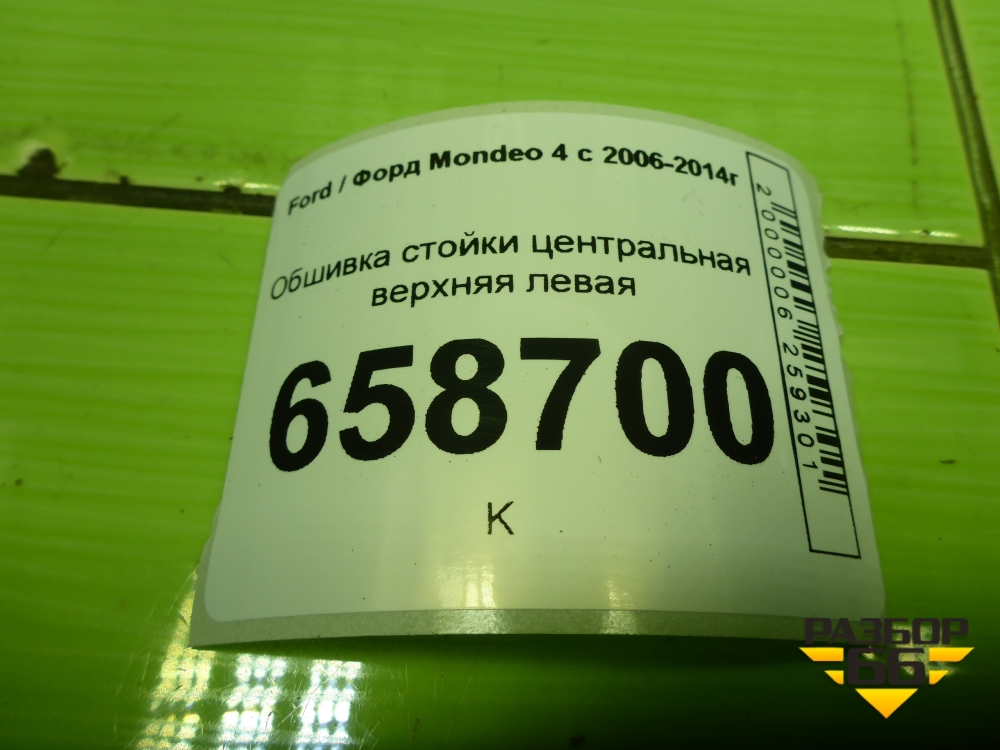 Ford / Форд Mondeo 4 с 2006-2014г
Обшивка стойки центральная
верхняя левая
658700
К
2000006259301
РАЗБОР
66